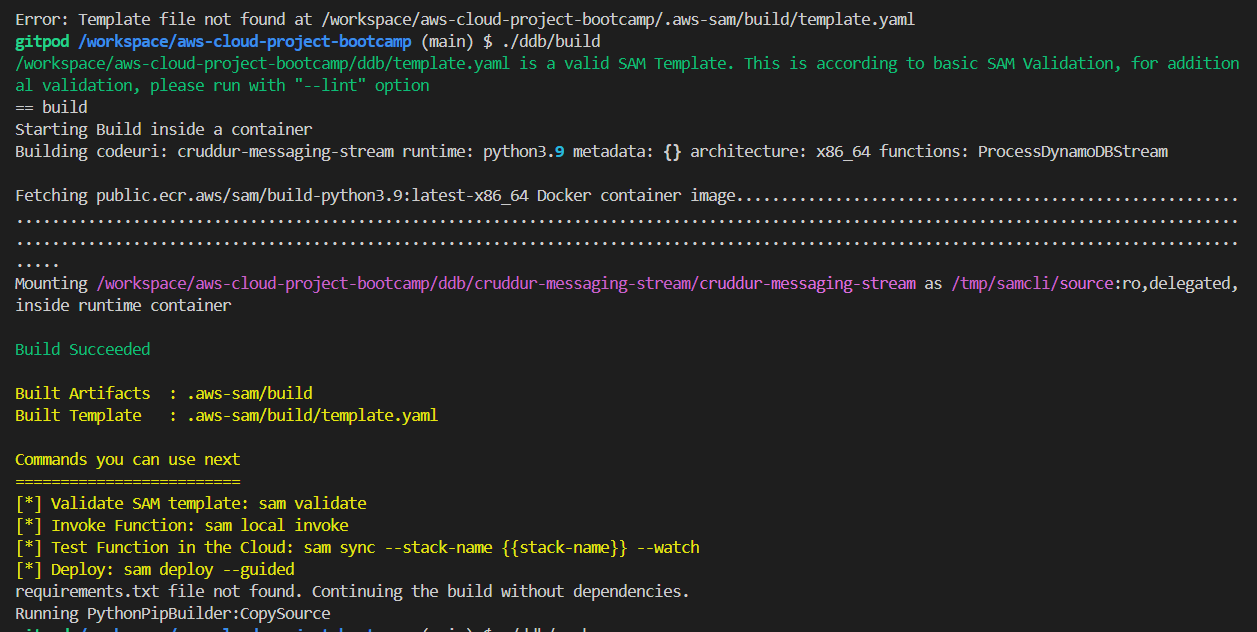 Error: Template file not found at /workspace/aws-cloud-project-bootcamp/.aws-sam/build/template.yaml
gitpod /workspace/aws-cloud-project-bootcamp (main) $ ./ddb/build
/workspace/aws-cloud-project-bootcamp/ddb/template.yaml is a valid SAM Template. This is according to basic SAM Validation, for addition
al validation, please run with "--lint" option
== build
Starting Build inside a container
Building codeuri: cruddur-messaging-stream runtime: python3.9 metadata: {} architecture: x86_64 functions: ProcessDynamoDBStream
Fetching public.ecr.aws/sam/build-python3.9:latest-x86_64 Docker container image........................................................
........................................................................................................................................
........................................................................................................................................
.....
Mounting /workspace/aws-cloud-project-bootcamp/ddb/cruddur-messaging-stream/cruddur-messaging-stream as /tmp/samcli/source:ro,delegated,
inside runtime container
Build Succeeded
Built Artifacts  : .aws-sam/build
Built Template   : .aws-sam/build/template.yaml
Commands you can use next
=========================
[*] Validate SAM template: sam validate
[*] Invoke Function: sam local invoke
[*] Test Function in the Cloud: sam sync --stack-name {{stack-name}} --watch
[*] Deploy: sam deploy --guided
requirements.txt file not found. Continuing the build without dependencies.
Running PythonPipBuilder:CopySource